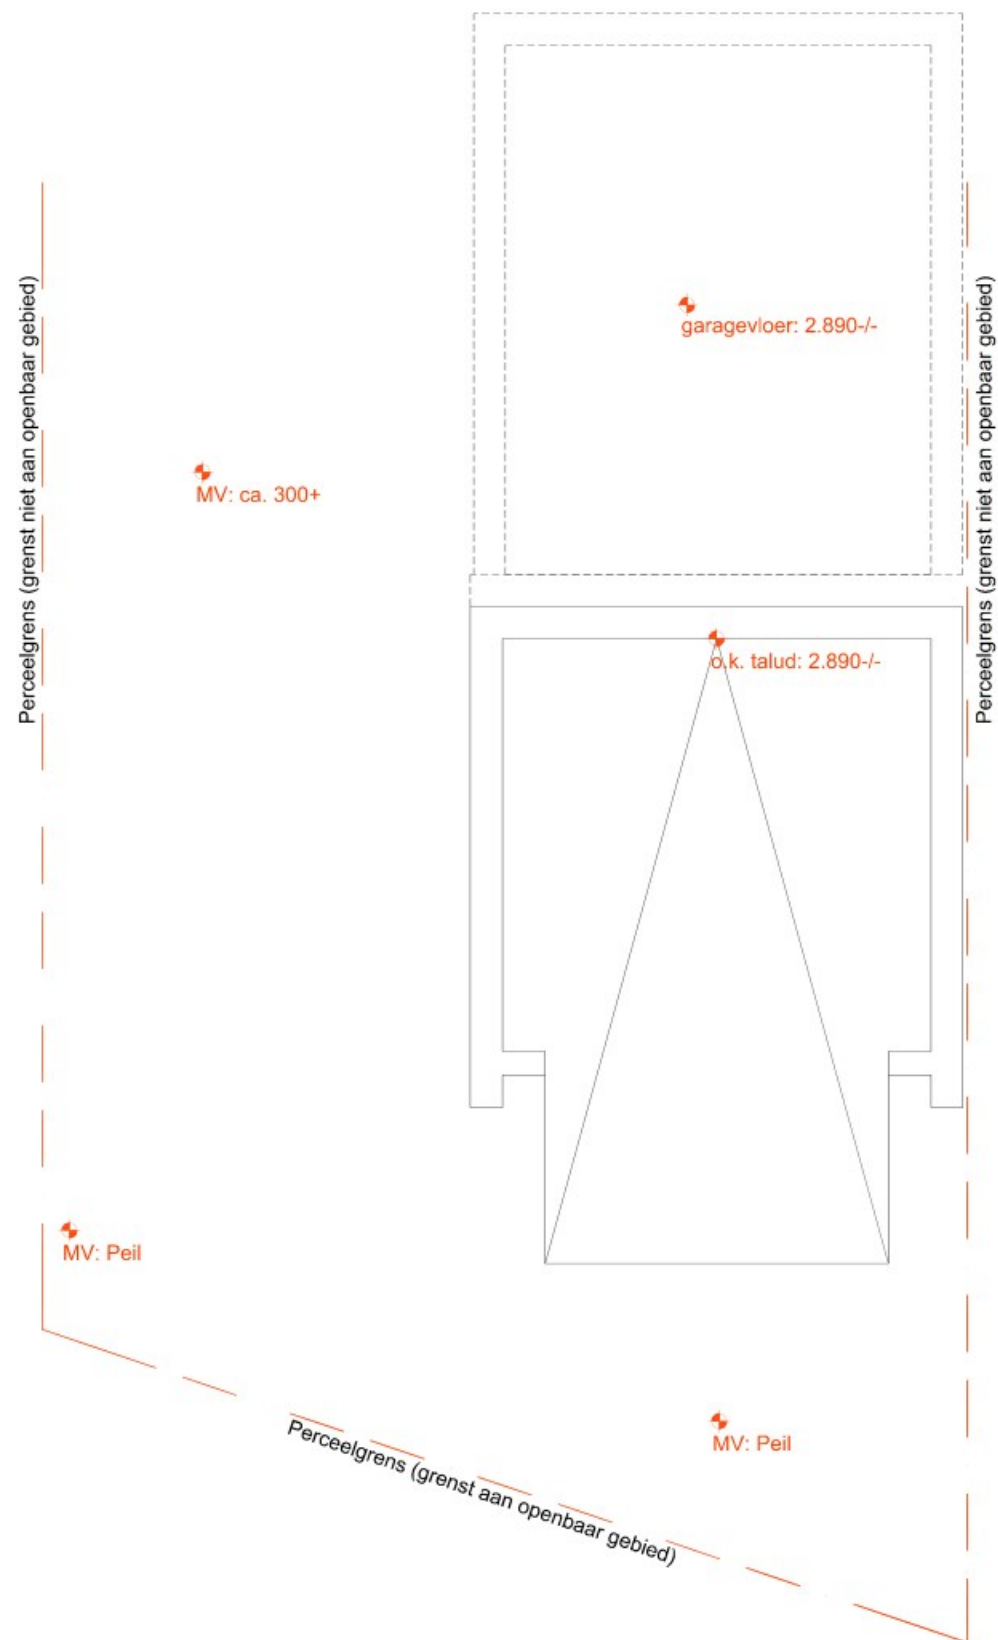 Perceelgrens (grenst niet aan openbaar gebied)
Perceelgrens (grenst niet aan openbaar gebied)
garagevloer: 2.890-/-
MV: ca. 300+
o.k. talud: 2.890-/-
MV: Peil
MV: Peil
Perceelgrens (grenst aan openbaar gebied)